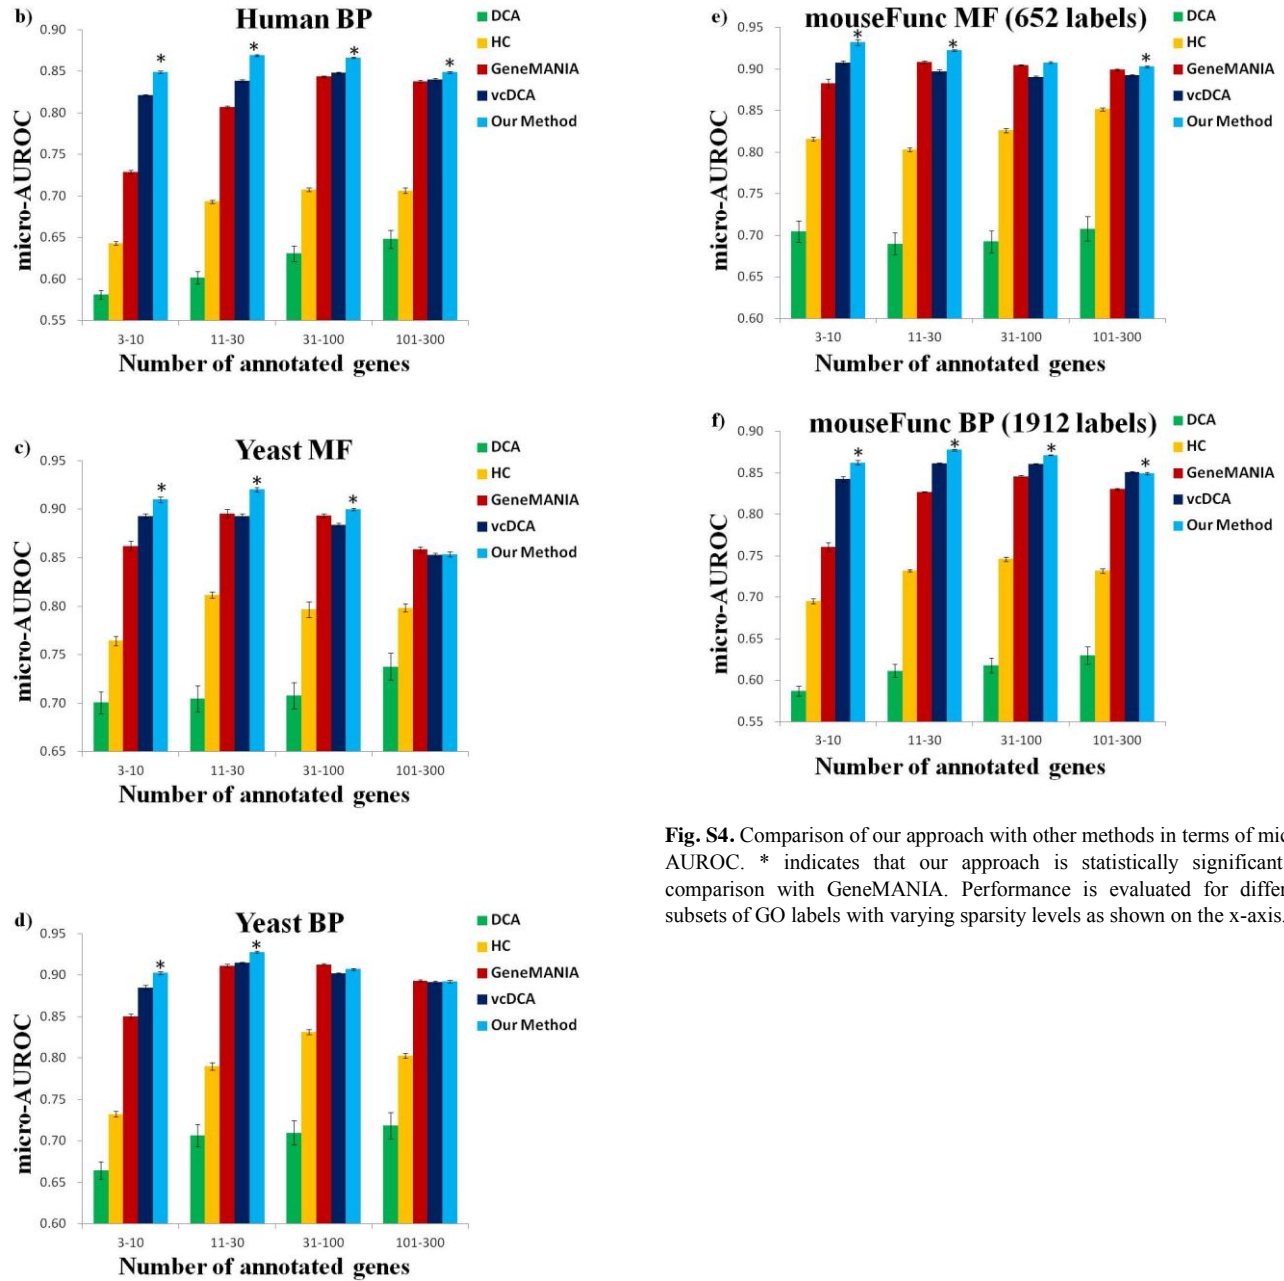 b)
Human BP
micro-AUROC
0.90
0.85
0.80
0.75
0.70
0.65
0.60
0.55
*
*
*
*
3-10 11-30 31-100 101-300
Number of annotated genes
DCA
HC
GeneMANIA
vcDCA
Our Method
c)
Yeast MF
micro-AUROC
0.95
0.90
0.85
0.80
0.75
0.70
0.65
*
*
*
3-10 11-30 31-100 101-300
Number of annotated genes
DCA
HC
GeneMANIA
vcDCA
Our Method
d)
Yeast BP
micro-AUROC
0.95
0.90
0.85
0.80
0.75
0.70
0.65
0.60
*
*
3-10 11-30 31-100 101-300
Number of annotated genes
DCA
HC
GeneMANIA
vcDCA
Our Method
e)
mouseFunc MF (652 labels)
micro-AUROC
0.95
0.90
0.85
0.80
0.75
0.70
0.65
0.60
*
*
*
3-10 11-30 31-100 101-300
Number of annotated genes
DCA
HC
GeneMANIA
vcDCA
Our Method
f)
mouseFunc BP (1912 labels)
micro-AUROC
0.90
0.85
0.80
0.75
0.70
0.65
0.60
0.55
*
*
*
*
3-10 11-30 31-100 101-300
Number of annotated genes
DCA
HC
GeneMANIA
vcDCA
Our Method
Fig. S4. Comparison of our approach with other methods in terms of mic
AUROC. * indicates that our approach is statistically significant
comparison with GeneMANIA. Performance is evaluated for differ
subsets of GO labels with varying sparsity levels as shown on the x-axis.